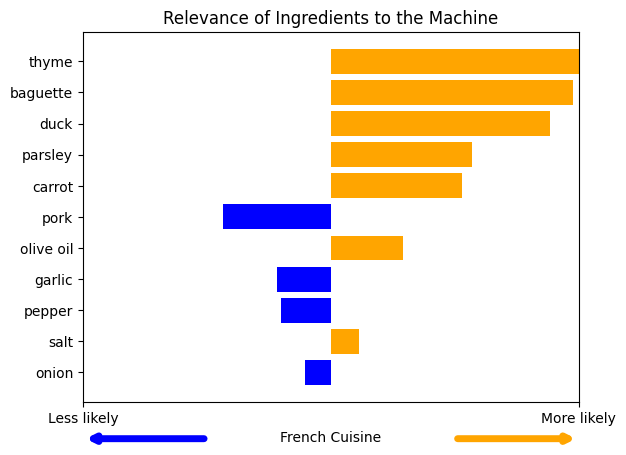 Relevance of Ingredients to the Machine
thyme
baguette
duck
parsley
carrot
pork
olive oil
garlic
pepper
salt
onion
Less likely
More likely
French Cuisine